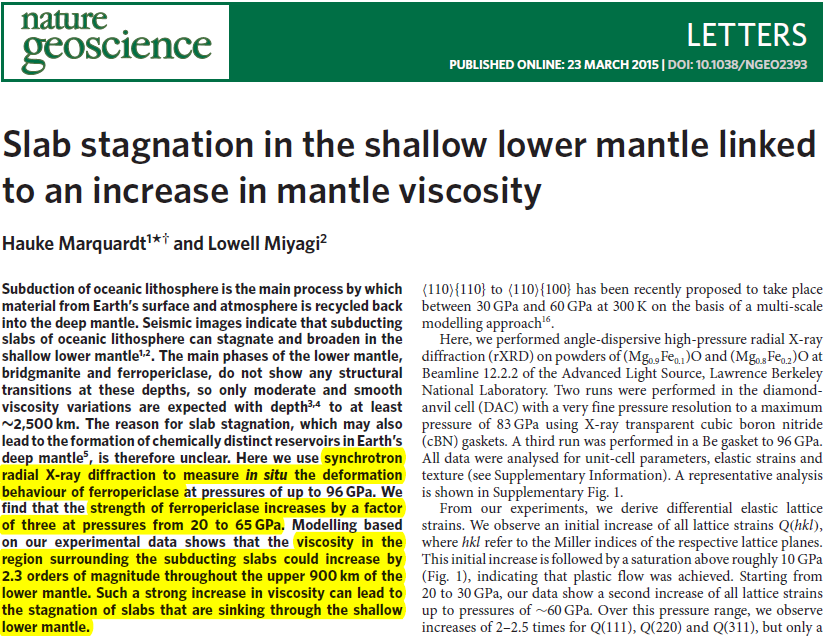 nature
geoscience
LETTERS
PUBLISHED ONLINE: 23 MARCH 2015 | DOI: 10.1038/NGEO2393
Slab stagnation in the shallow lower mantle linked
to an increase in mantle viscosity
Hauke Marquardt1★† and Lowell Miyagi2
Subduction of oceanic lithosphere is the main process by which
material from Earth's surface and atmosphere is recycled back
into the deep mantle. Seismic images indicate that subducting
slabs of oceanic lithosphere can stagnate and broaden in the
shallow lower mantle1,2. The main phases of the lower mantle,
bridgmanite and ferropericlase, do not show any structural
transitions at these depths, so only moderate and smooth
viscosity variations are expected with depth3,4 to at least
~2,500 km. The reason for slab stagnation, which may also
lead to the formation of chemically distinct reservoirs in Earth's
deep mantle5, is therefore unclear. Here we use synchrotron
radial X-ray diffraction to measure in situ the deformation
behaviour of ferropericlase at pressures of up to 96 GPa. We
find that the strength of ferropericlase increases by a factor
of three at pressures from 20 to 65 GPa. Modelling based
on our experimental data shows that the viscosity in the
region surrounding the subducting slabs could increase by
2.3 orders of magnitude throughout the upper 900 km of the
lower mantle. Such a strong increase in viscosity can lead to
the stagnation of slabs that are sinking through the shallow
lower mantle.
⟨110⟩{110} to ⟨110⟩{100} has been recently proposed to take place
between 30 GPa and 60 GPa at 300 K on the basis of a multi-scale
modelling approach16.
Here, we performed angle-dispersive high-pressure radial X-ray
diffraction (rXRD) on powders of (Mg0.9Fe0.1)O and (Mg0.8Fe0.2)O at
Beamline 12.2.2 of the Advanced Light Source, Lawrence Berkeley
National Laboratory. Two runs were performed in the diamond-
anvil cell (DAC) with a very fine pressure resolution to a maximum
pressure of 83 GPa using X-ray transparent cubic boron nitride
(cBN) gaskets. A third run was performed in a Be gasket to 96 GPa.
All data were analysed for unit-cell parameters, elastic strains and
texture (see Supplementary Information). A representative analysis
is shown in Supplementary Fig. 1.
From our experiments, we derive differential elastic lattice
strains. We observe an initial increase of all lattice strains Q(hkl),
where hkl refer to the Miller indices of the respective lattice planes.
This initial increase is followed by a saturation above roughly 10 GPa
(Fig. 1), indicating that plastic flow was achieved. Starting from
20 to 30 GPa, our data show a second increase of all lattice strains
up to pressures of ~60 GPa. Over this pressure range, we observe
increases of 2–2.5 times for Q(111), Q(220) and Q(311), but only a